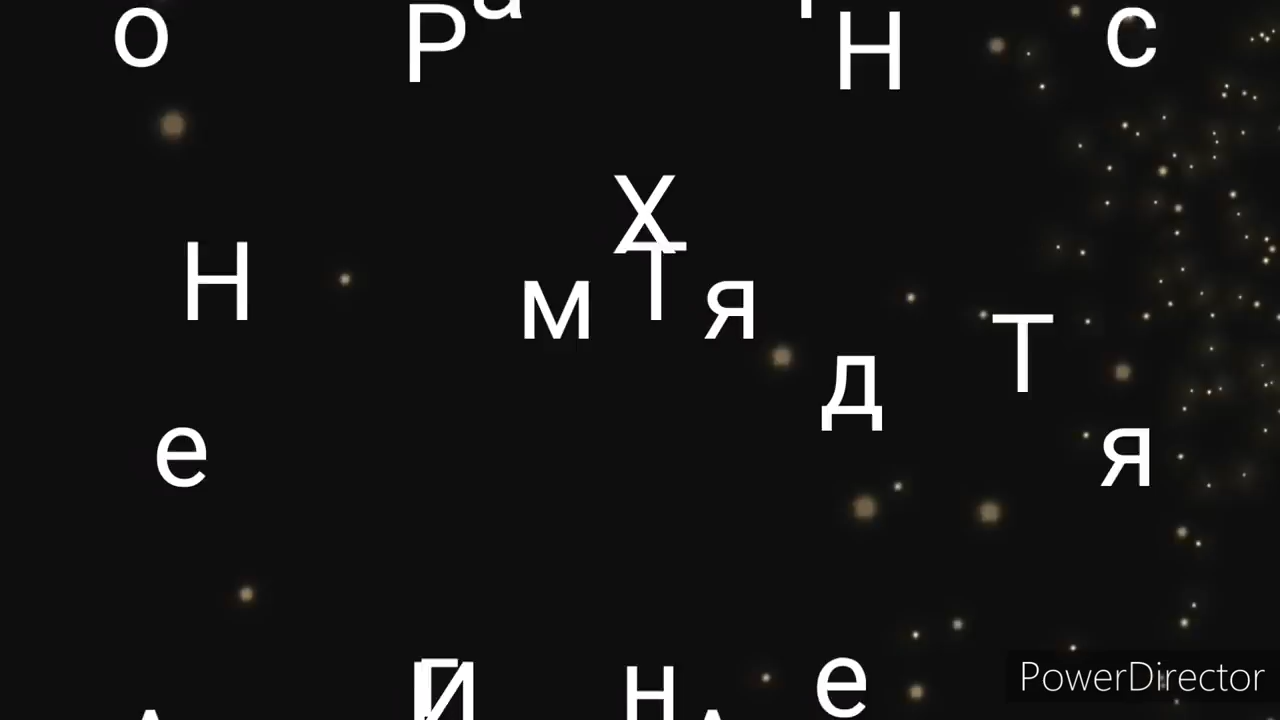 о Р а Н с
Х
Н м Т я
д Т
е я
г и н е
PowerDirector